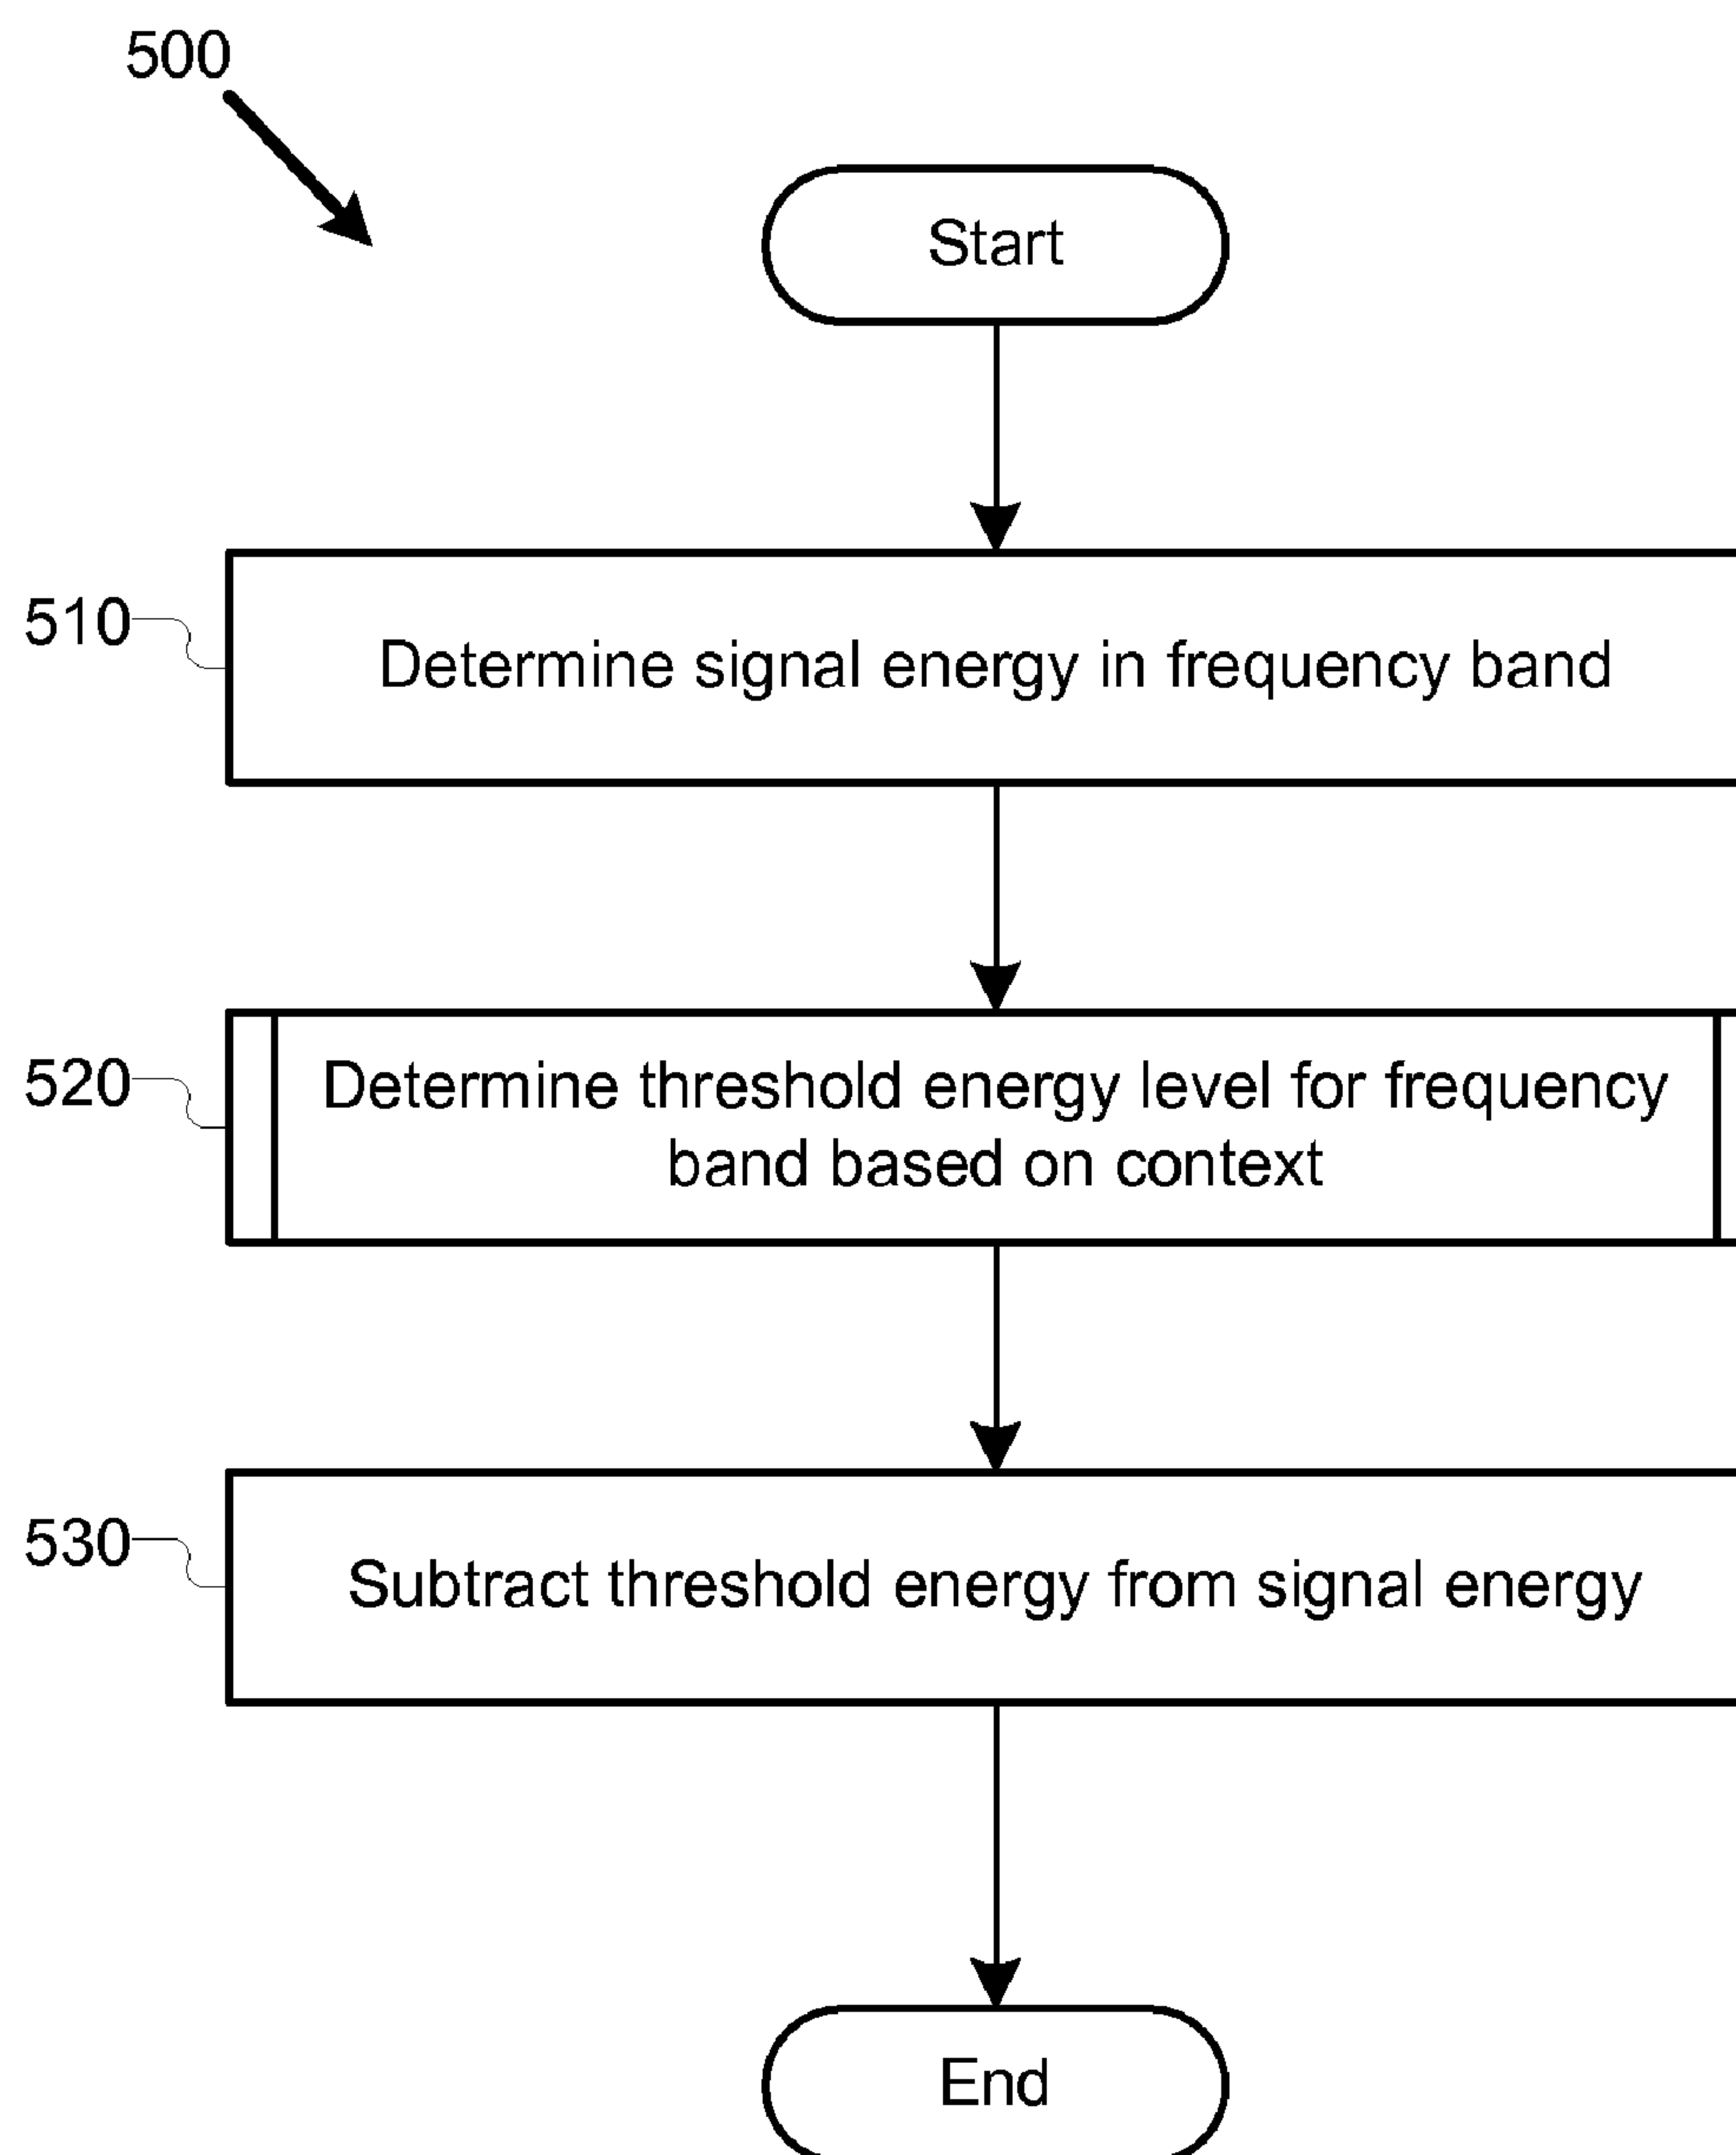 500
Start
510
Determine signal energy in frequency band
520
Determine threshold energy level for frequency
band based on context
530
Subtract threshold energy from signal energy
End